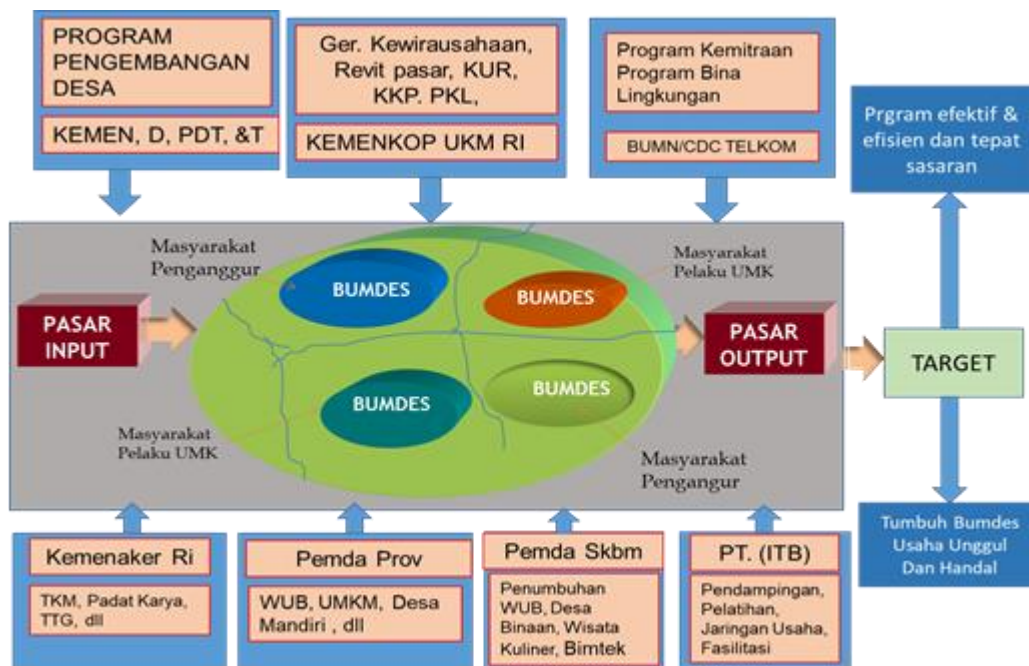 PROGRAM
PENGEMBANGAN
DESA
KEMEN, D, PDT, &T
Ger. Kewirausahaan,
Revit pasar, KUR,
KKP. PKL,
KEMENKOP UKM RI
Program Kemitraan
Program Bina
Lingkungan
BUMN/CDC TELKOM
Prgram efektif &
efisien dan tepat
sasaran
Masyarakat
Penganggur
Masyarakat
Pelaku UMK
BUMDES
BUMDES
PASAR
INPUT
PASAR
OUTPUT
TARGET
BUMDES
BUMDES
Masyarakat
Pelaku UMK
Masyarakat
Pengangur
Kemenaker Ri
TKM, Padat Karya,
TTG, dll
Pemda Prov
WUB, UMKM, Desa
Mandiri , dll
Pemda Skbm
Penumbuhan
WUB, Desa
Binaan, Wisata
Kuliner, Bimtek
PT. (ITB)
Pendampingan,
Pelatihan,
Jaringan Usaha,
Fasilitasi
Tumbuh Bumdes
Usaha Unggul
Dan Handal